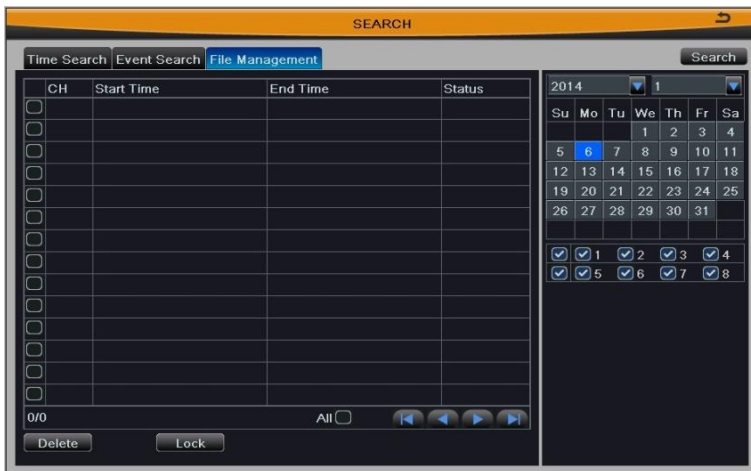 SEARCH
Time Search Event Search File Management Search
CH Start Time End Time Status
2014 1
Su Mo Tu We Th Fr Sa
1 2 3 4
5 6 7 8 9 10 11
12 13 14 15 16 17 18
19 20 21 22 23 24 25
26 27 28 29 30 31
1 2 3 4
5 6 7 8
0/0 All
Delete Lock